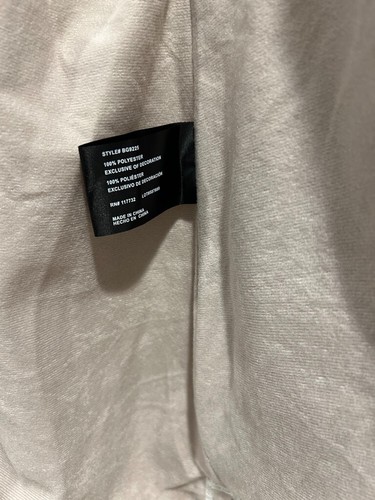 STYLE# BG8221
100% POLYESTER
EXCLUSIVE OF DECORATION
100% POLIÉSTER
EXCLUSIVO DE DECORACIÓN
RN# 117732
MADE IN CHINA
HECHO EN CHINA